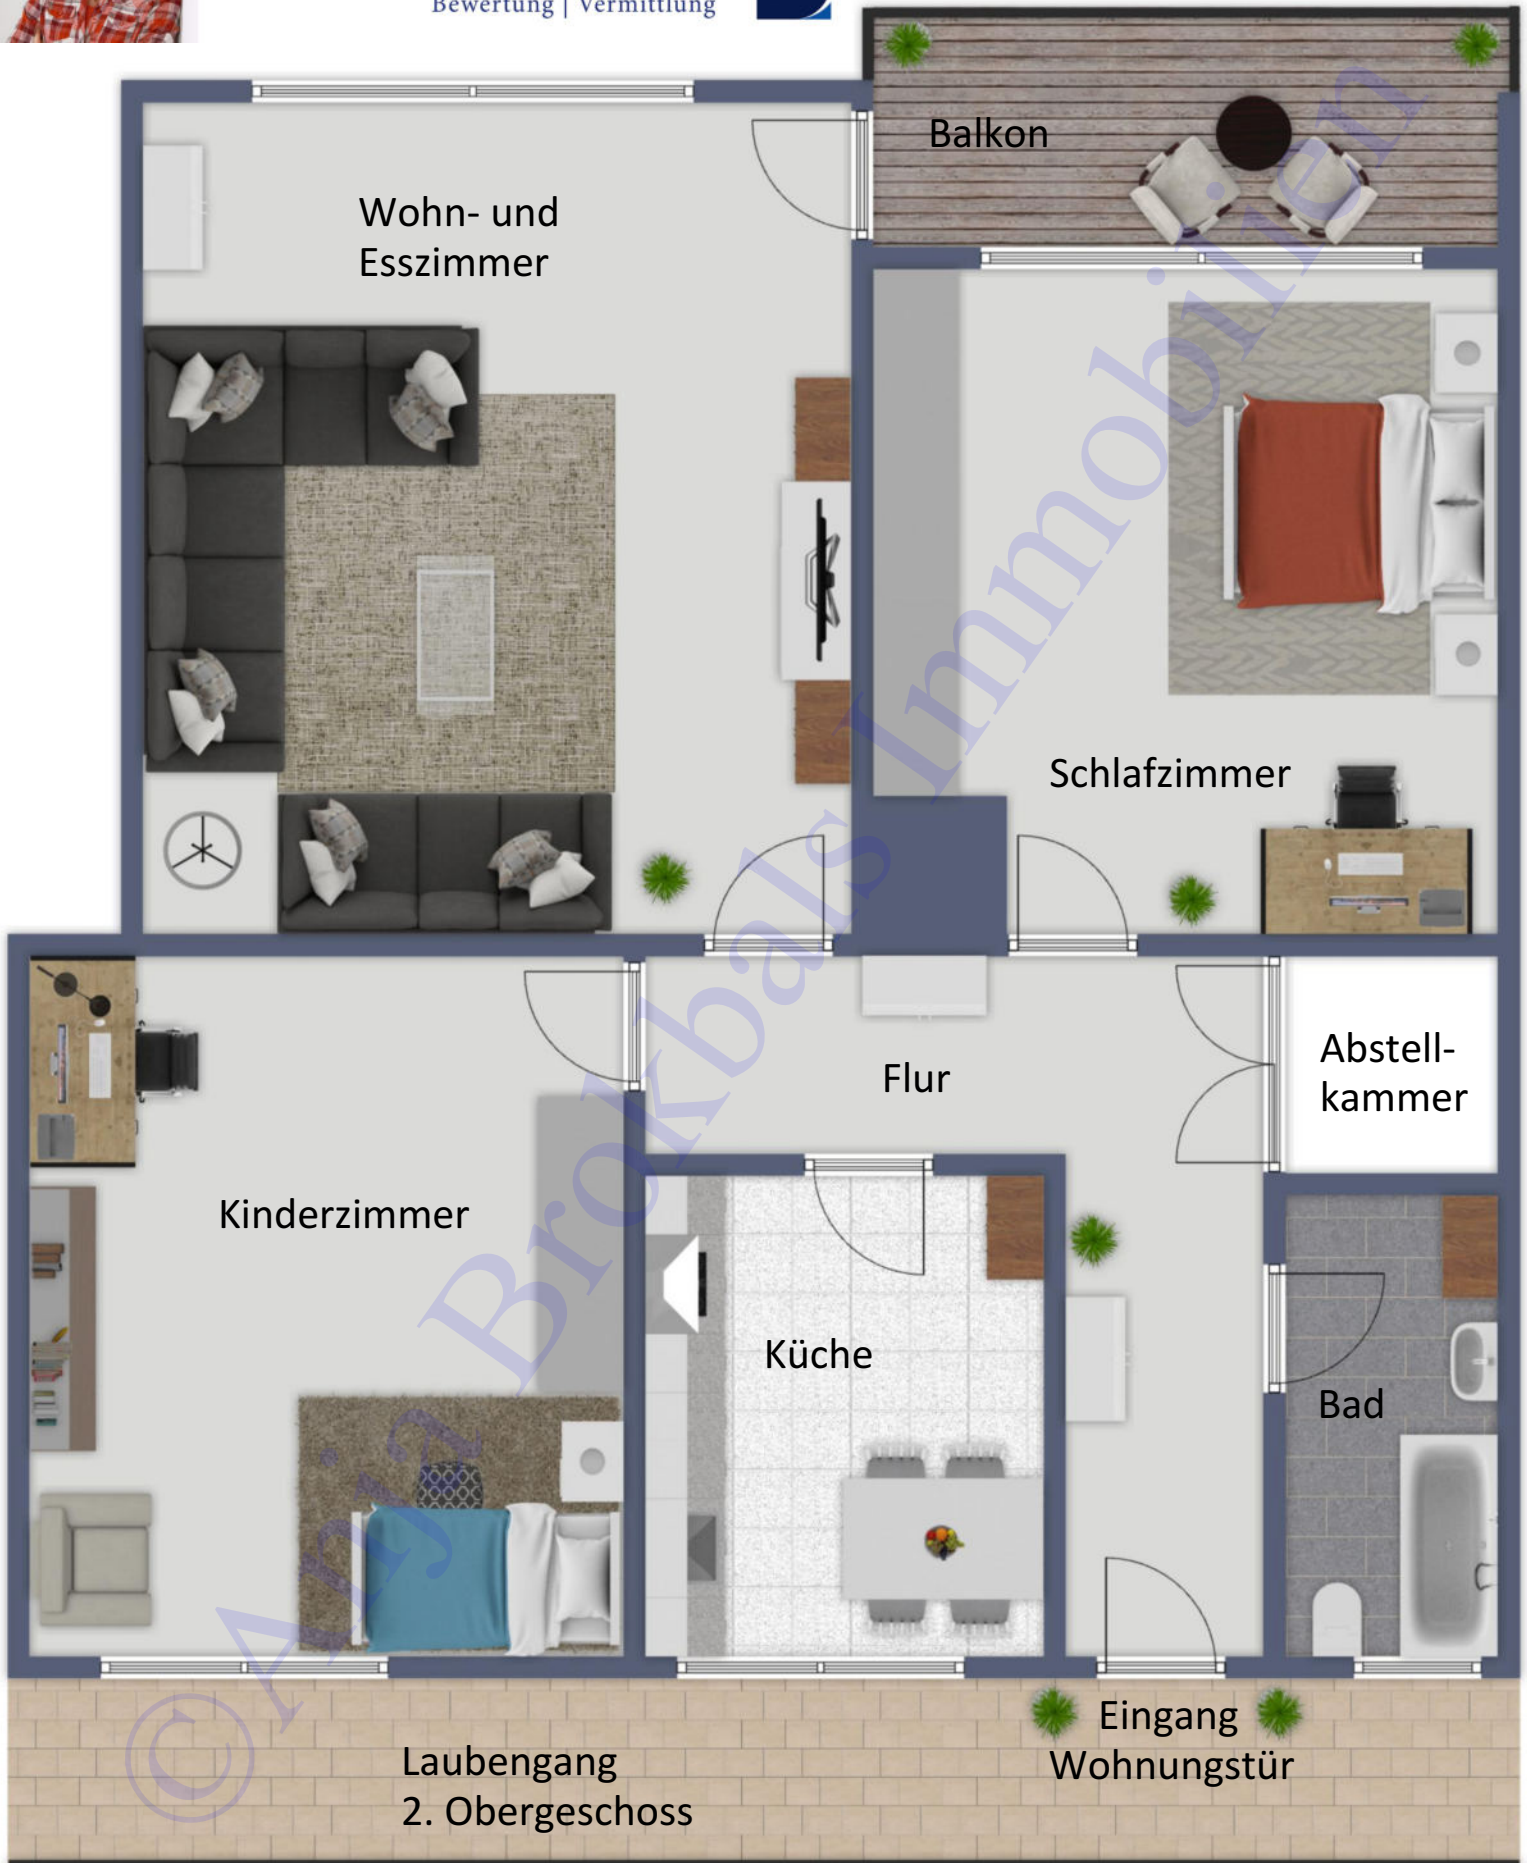 Bewertung | Vermittlung
Balkon
Wohn- und
Esszimmer
Schlafzimmer
Abstell-
kammer
Flur
Kinderzimmer
Küche
Bad
Eingang
Wohnungstür
Laubengang
2. Obergeschoss
© Anja Brokbals Immobilien